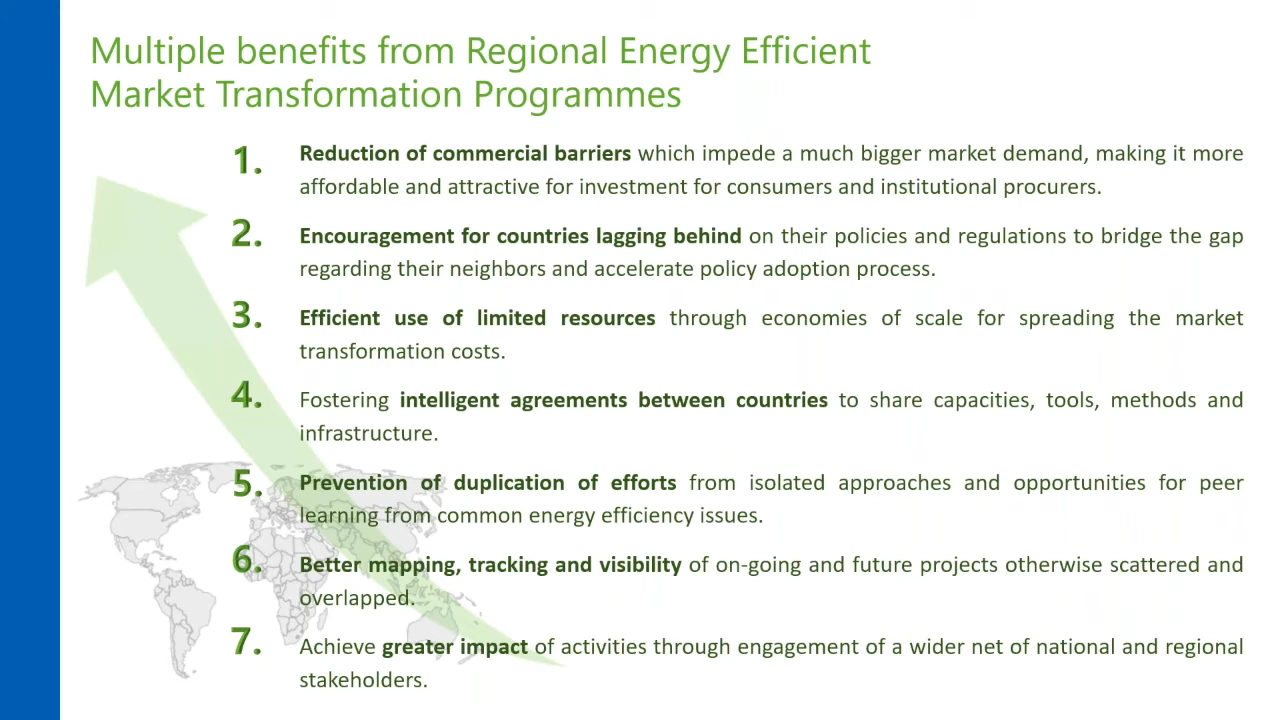 Multiple benefits from Regional Energy Efficient
Market Transformation Programmes
1. Reduction of commercial barriers which impede a much bigger market demand, making it more
affordable and attractive for investment for consumers and institutional procurers.
2. Encouragement for countries lagging behind on their policies and regulations to bridge the gap
regarding their neighbors and accelerate policy adoption process.
3. Efficient use of limited resources through economies of scale for spreading the market
transformation costs.
4. Fostering intelligent agreements between countries to share capacities, tools, methods and
infrastructure.
5. Prevention of duplication of efforts from isolated approaches and opportunities for peer
learning from common energy efficiency issues.
6. Better mapping, tracking and visibility of on-going and future projects otherwise scattered and
overlapped.
7. Achieve greater impact of activities through engagement of a wider net of national and regional
stakeholders.